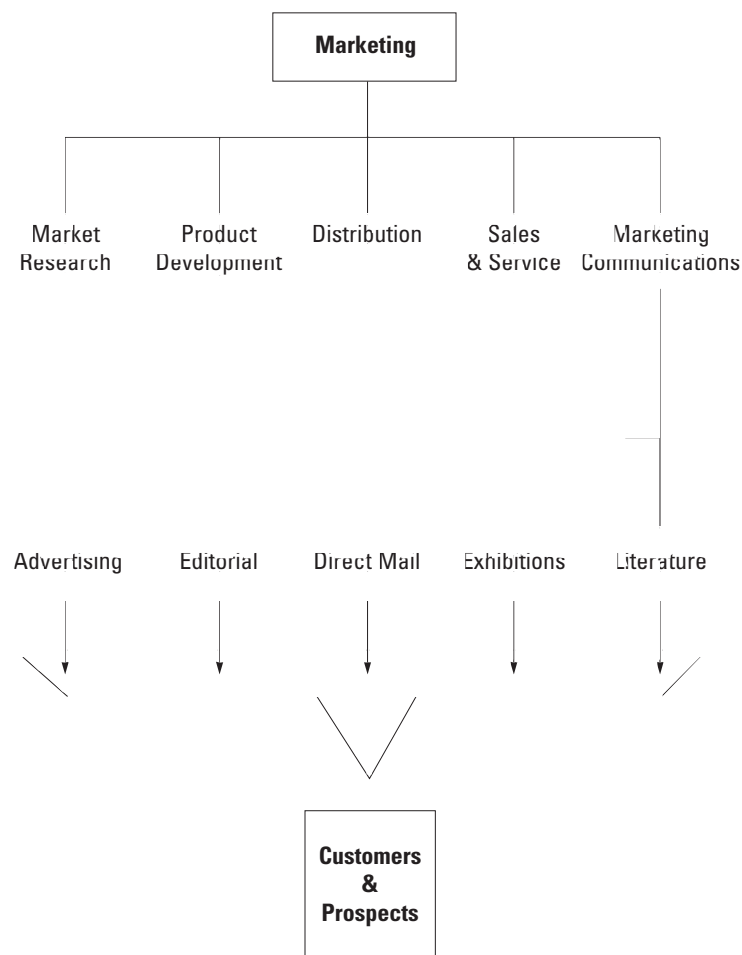 Marketing
Market
Research
Product
Development
Distribution
Sales
& Service
Marketing
Communications
Advertising
Editorial
Direct Mail
Exhibitions
Literature
Customers
&
Prospects